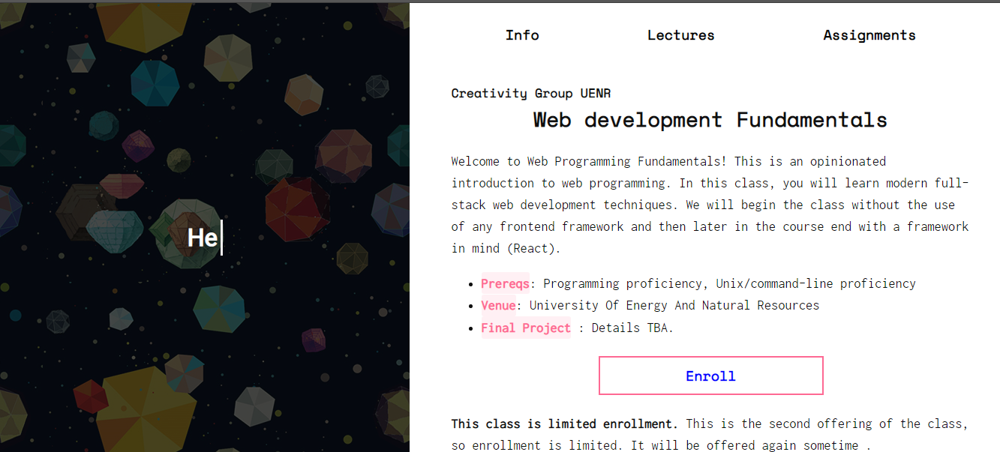 He
Info Lectures Assignments
Creativity Group UENR
Web development Fundamentals
Welcome to Web Programming Fundamentals! This is an opinionated
introduction to web programming. In this class, you will learn modern full-
stack web development techniques. We will begin the class without the use
of any frontend framework and then later in the course end with a framework
in mind (React).
• Prereqs: Programming proficiency, Unix/command-line proficiency
• Venue: University Of Energy And Natural Resources
• Final Project : Details TBA.
Enroll
This class is limited enrollment. This is the second offering of the class,
so enrollment is limited. It will be offered again sometime .